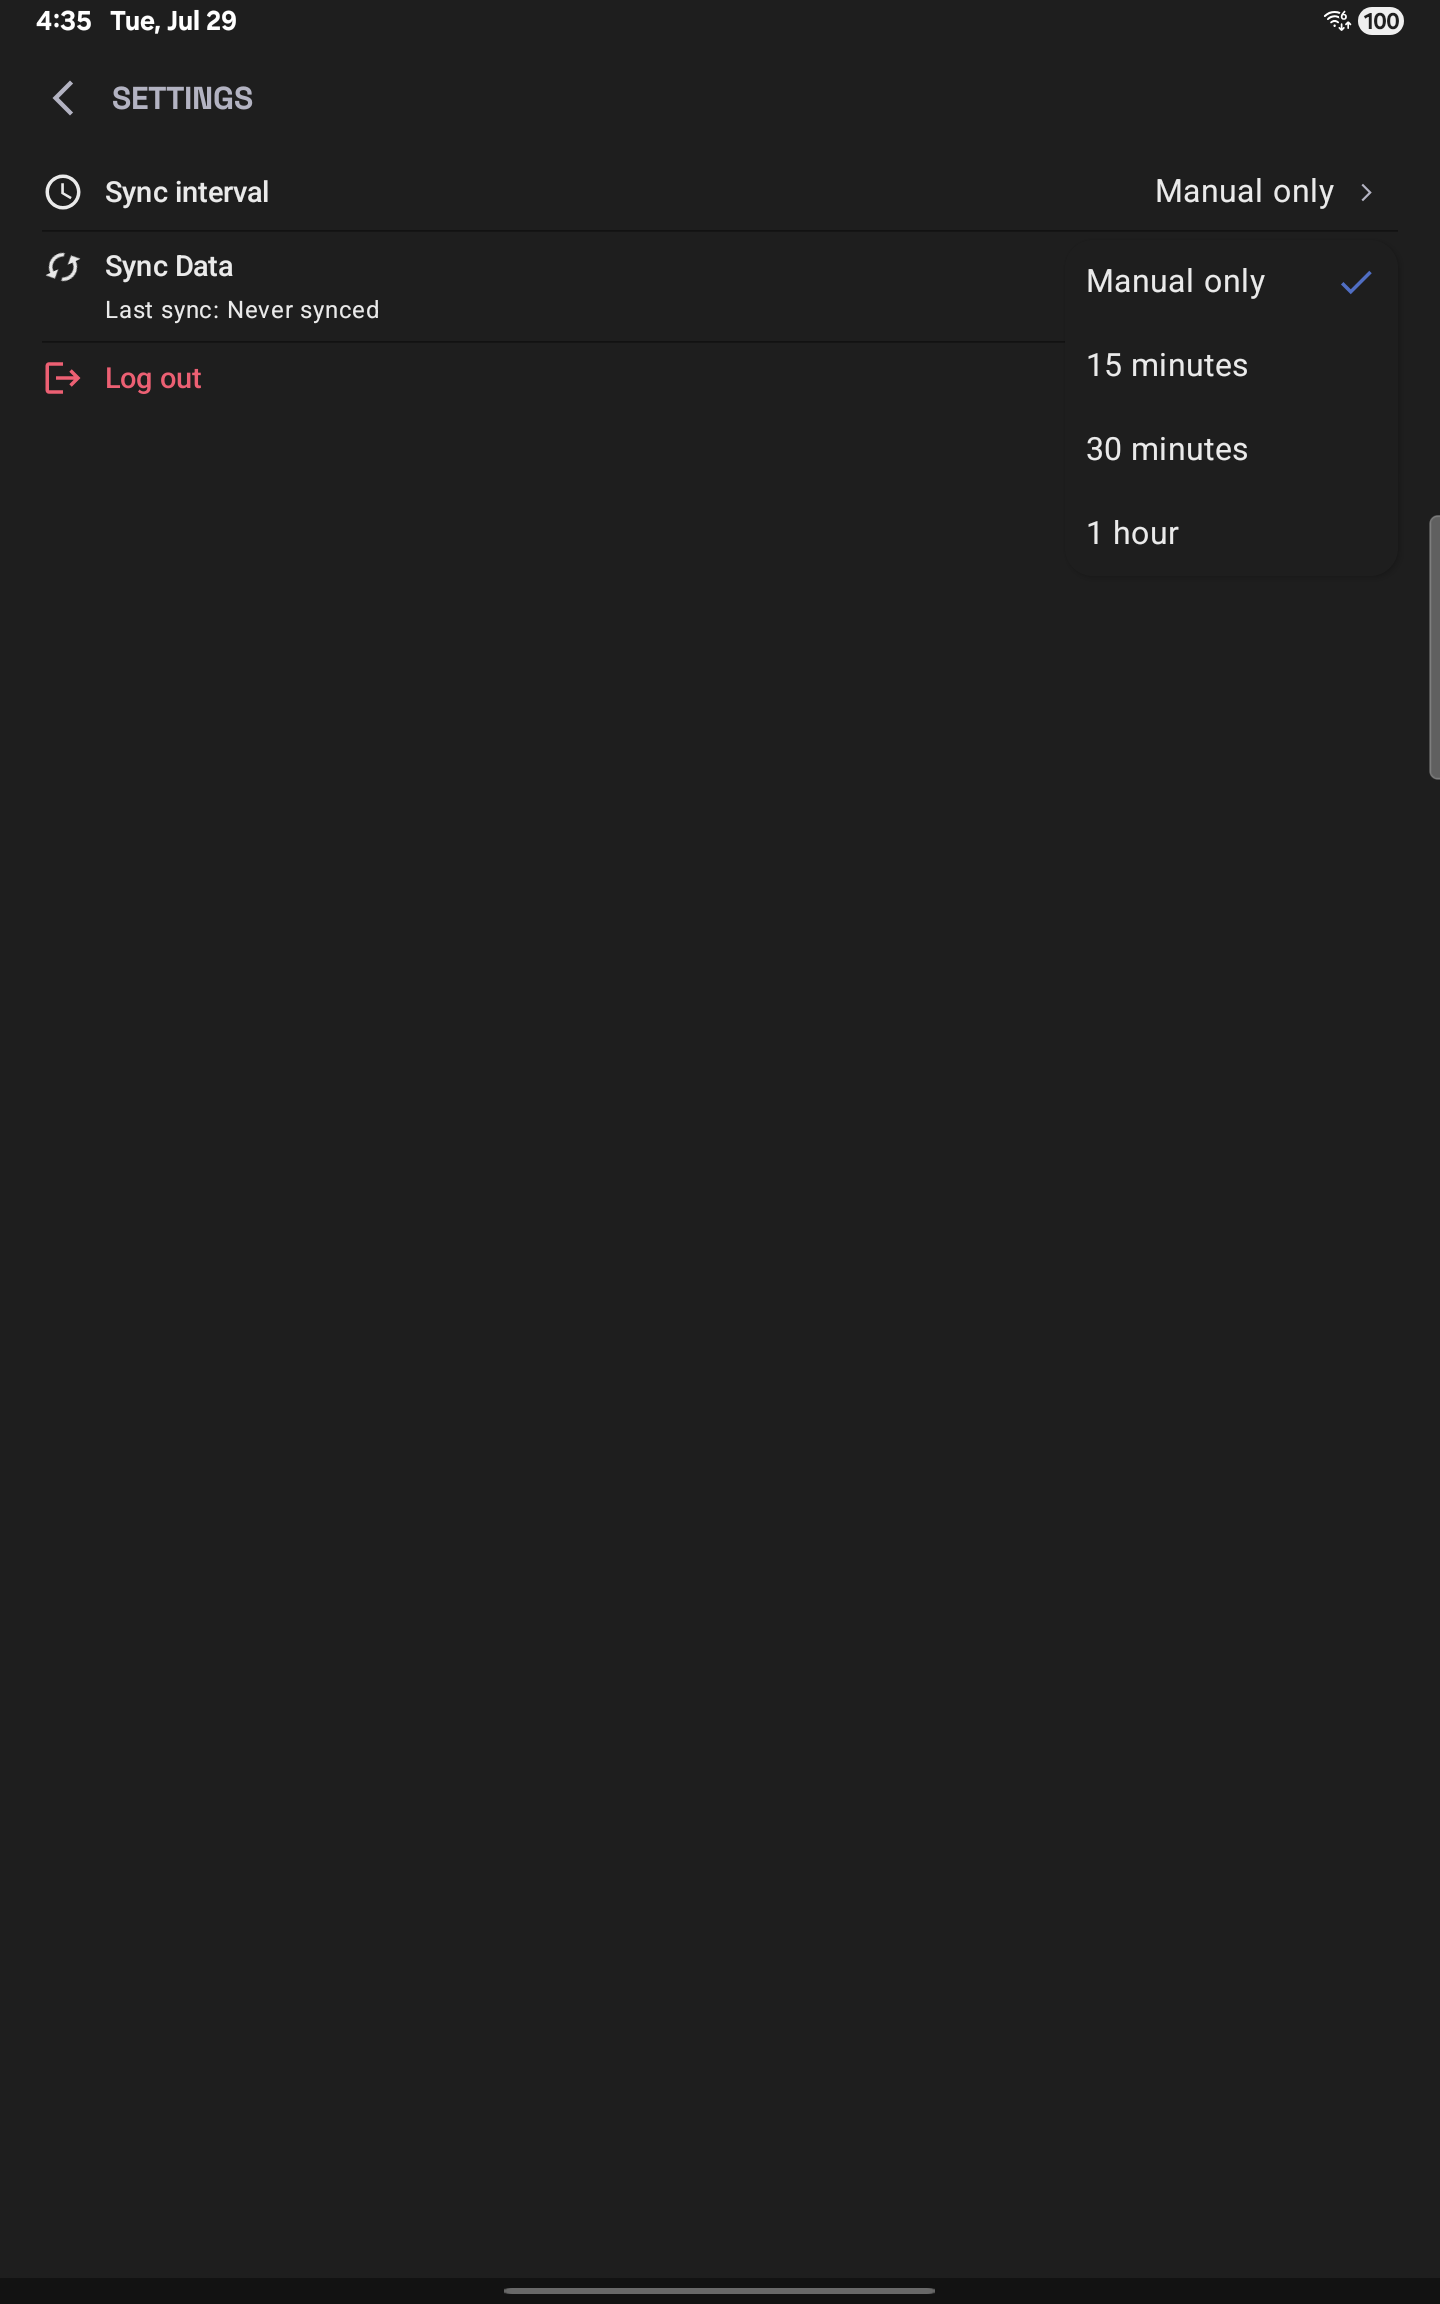 4:35 Tue, Jul 29
6 100
SETTINGS
Sync interval Manual only
Sync Data
Last sync: Never synced
Log out
Manual only
15 minutes
30 minutes
1 hour